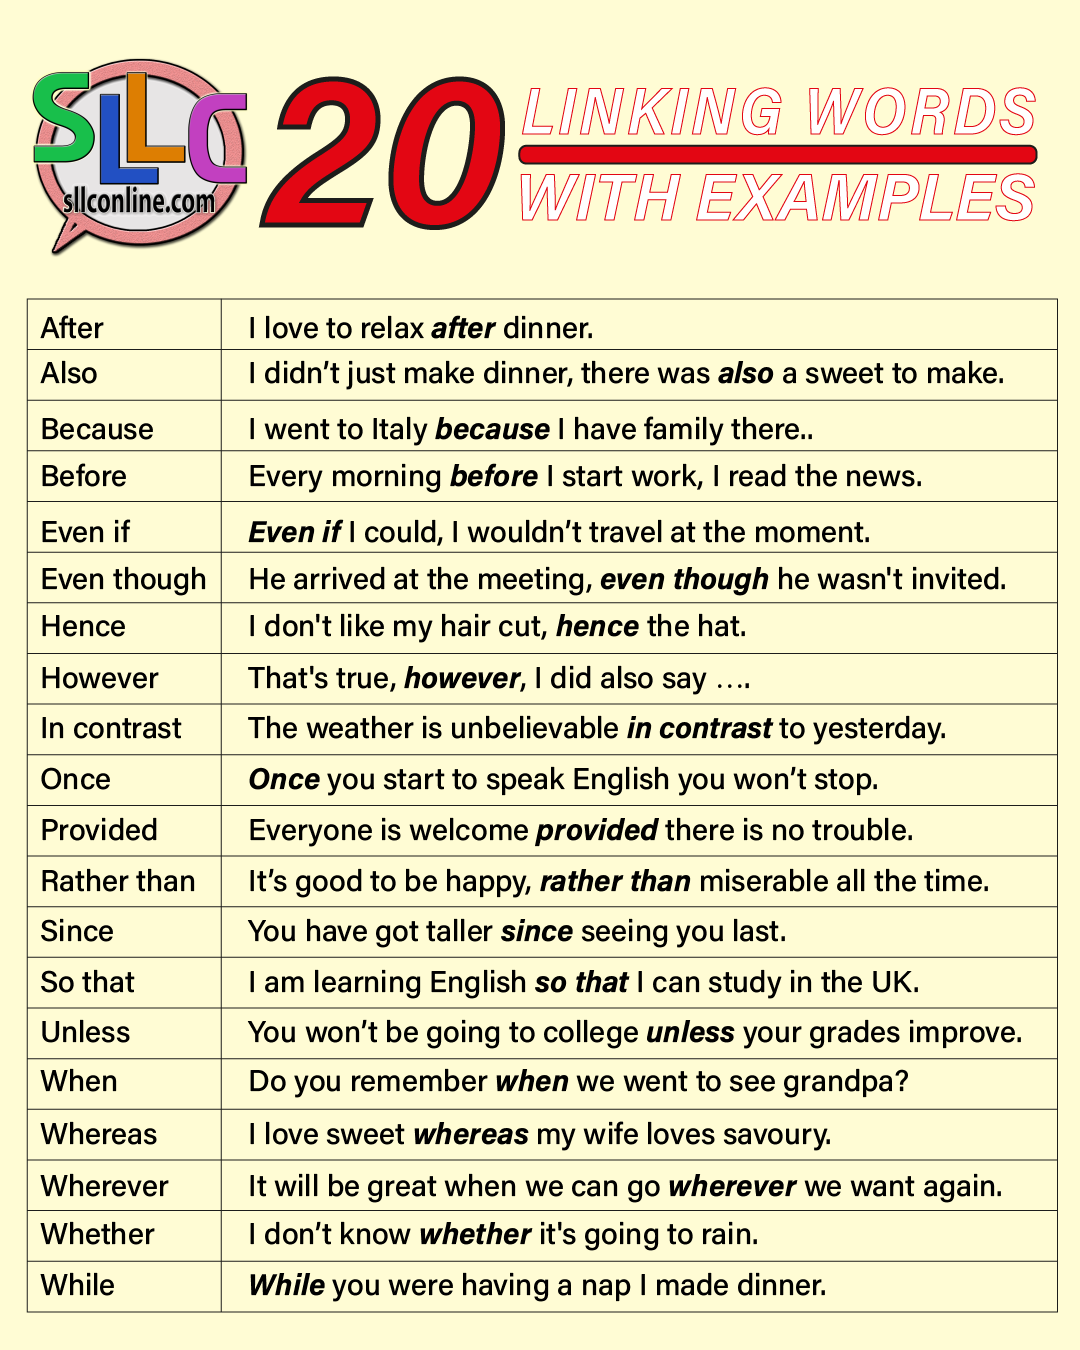 SLLC
sllconline.com
20
LINKING WORDS
WITH EXAMPLES
After I love to relax after dinner.
Also I didn’t just make dinner, there was also a sweet to make.
Because I went to Italy because I have family there..
Before Every morning before I start work, I read the news.
Even if Even if I could, I wouldn’t travel at the moment.
Even though He arrived at the meeting, even though he wasn't invited.
Hence I don't like my hair cut, hence the hat.
However That's true, however, I did also say ….
In contrast The weather is unbelievable in contrast to yesterday.
Once Once you start to speak English you won’t stop.
Provided Everyone is welcome provided there is no trouble.
Rather than It’s good to be happy, rather than miserable all the time.
Since You have got taller since seeing you last.
So that I am learning English so that I can study in the UK.
Unless You won’t be going to college unless your grades improve.
When Do you remember when we went to see grandpa?
Whereas I love sweet whereas my wife loves savoury.
Wherever It will be great when we can go wherever we want again.
Whether I don’t know whether it's going to rain.
While While you were having a nap I made dinner.